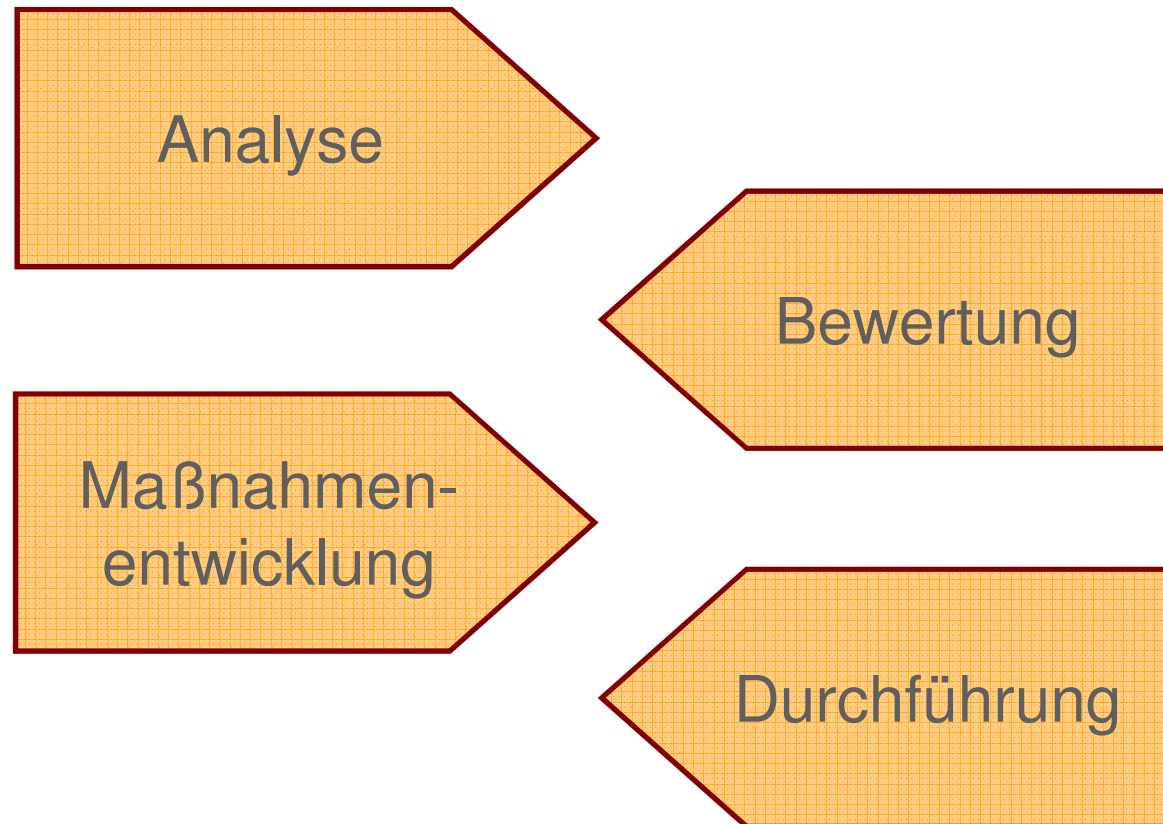 Analyse
Bewertung
Maßnahmen-
entwicklung
Durchführung